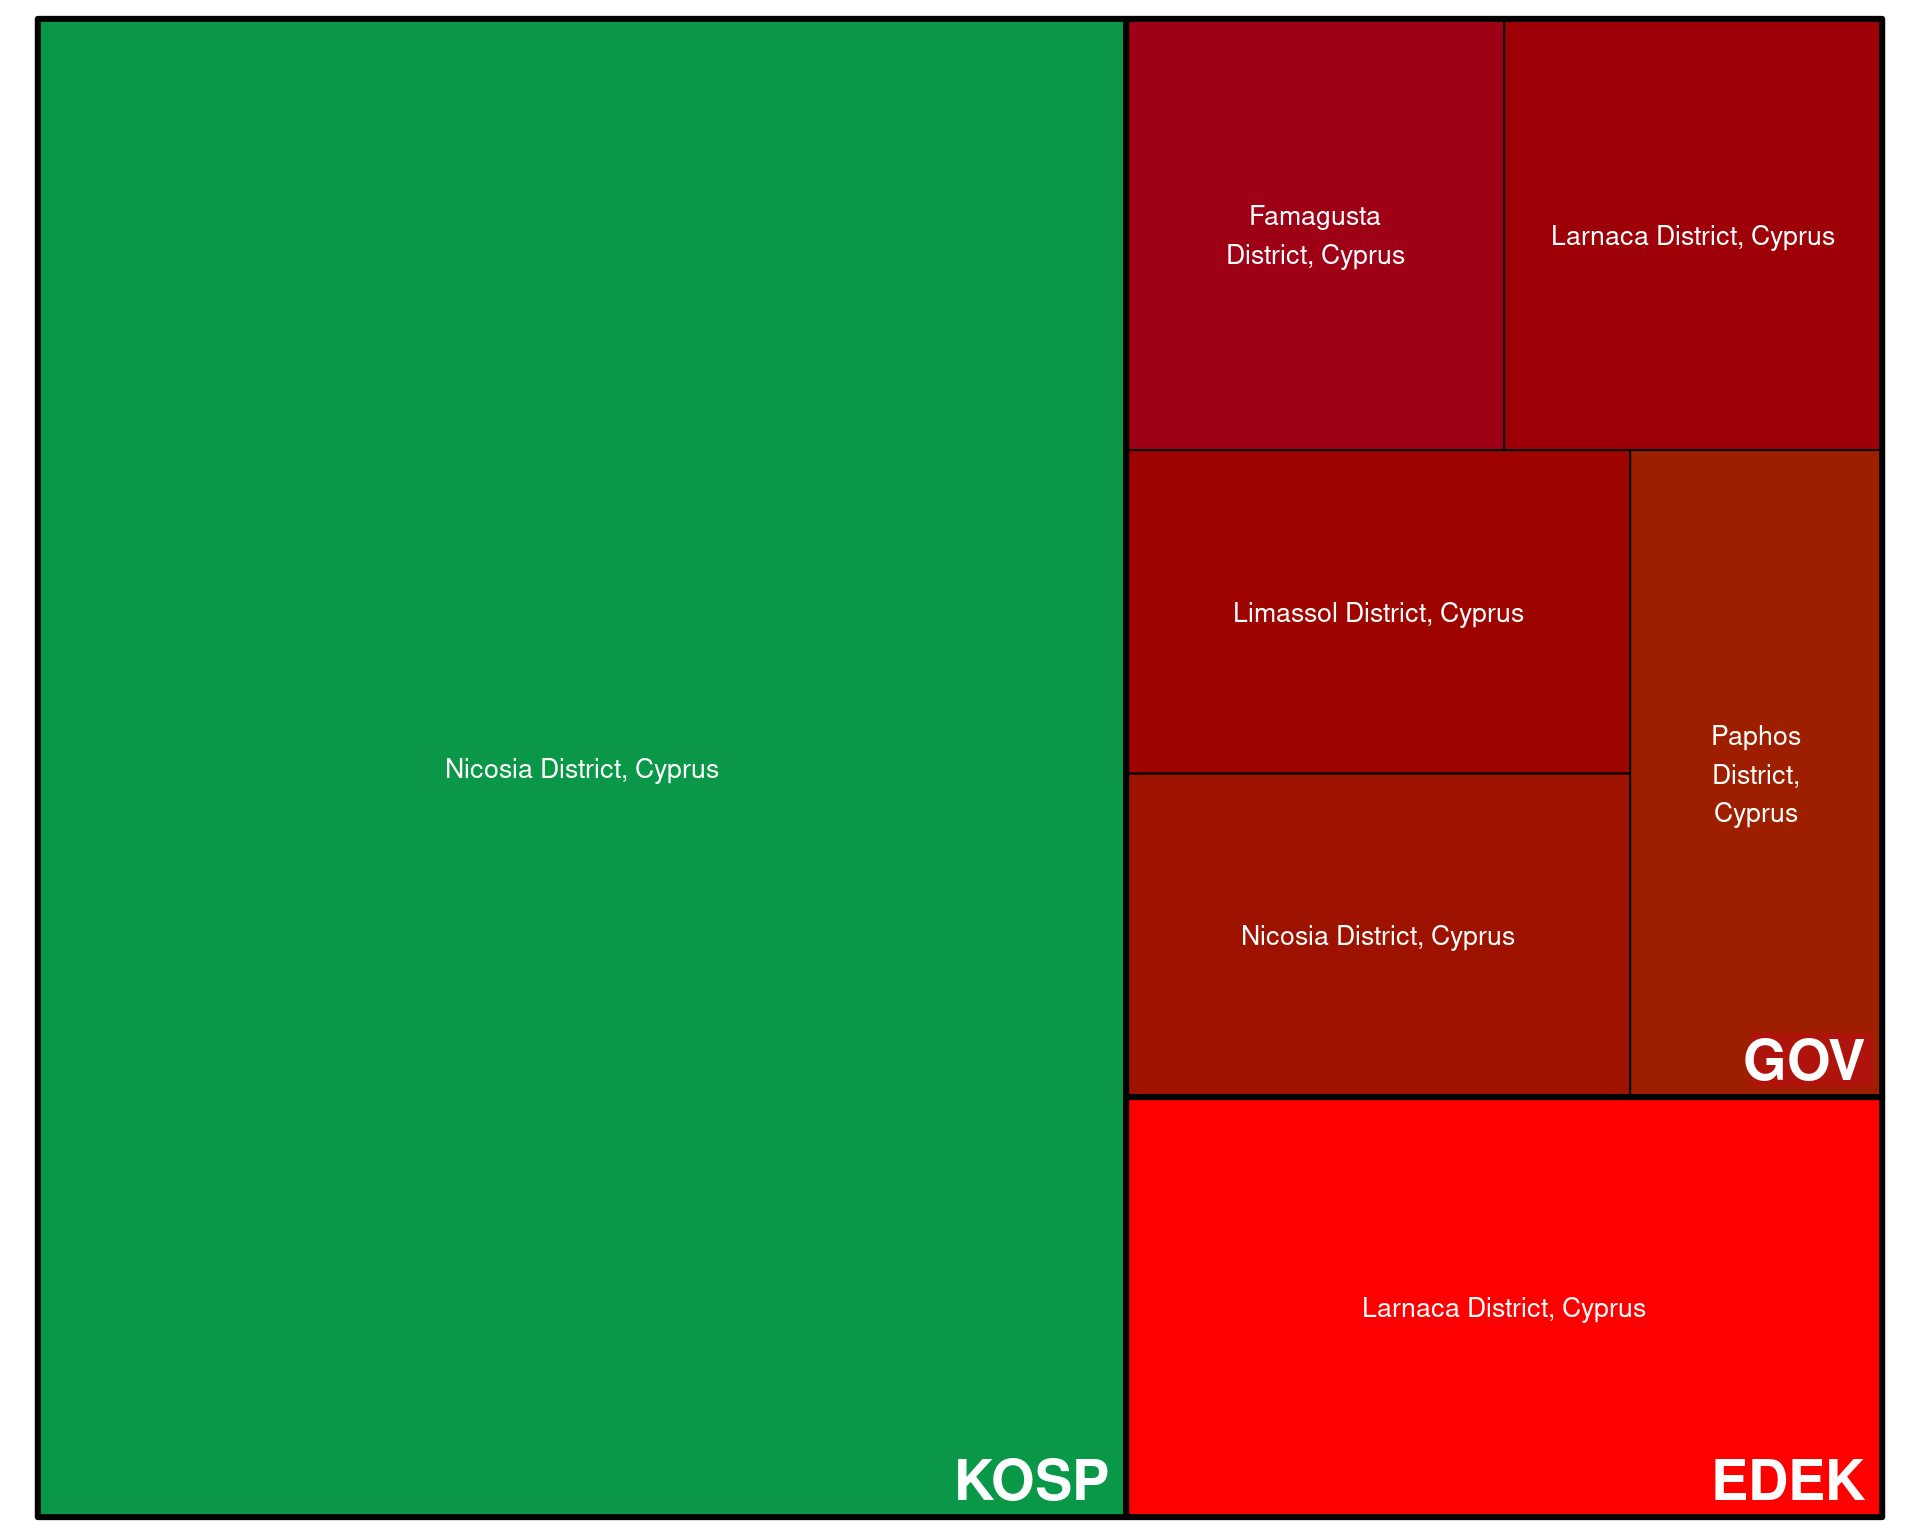 Nicosia District, Cyprus
KOSP
Famagusta
District, Cyprus
Larnaca District, Cyprus
Limassol District, Cyprus
Nicosia District, Cyprus
Paphos
District,
Cyprus
GOV
Larnaca District, Cyprus
EDEK